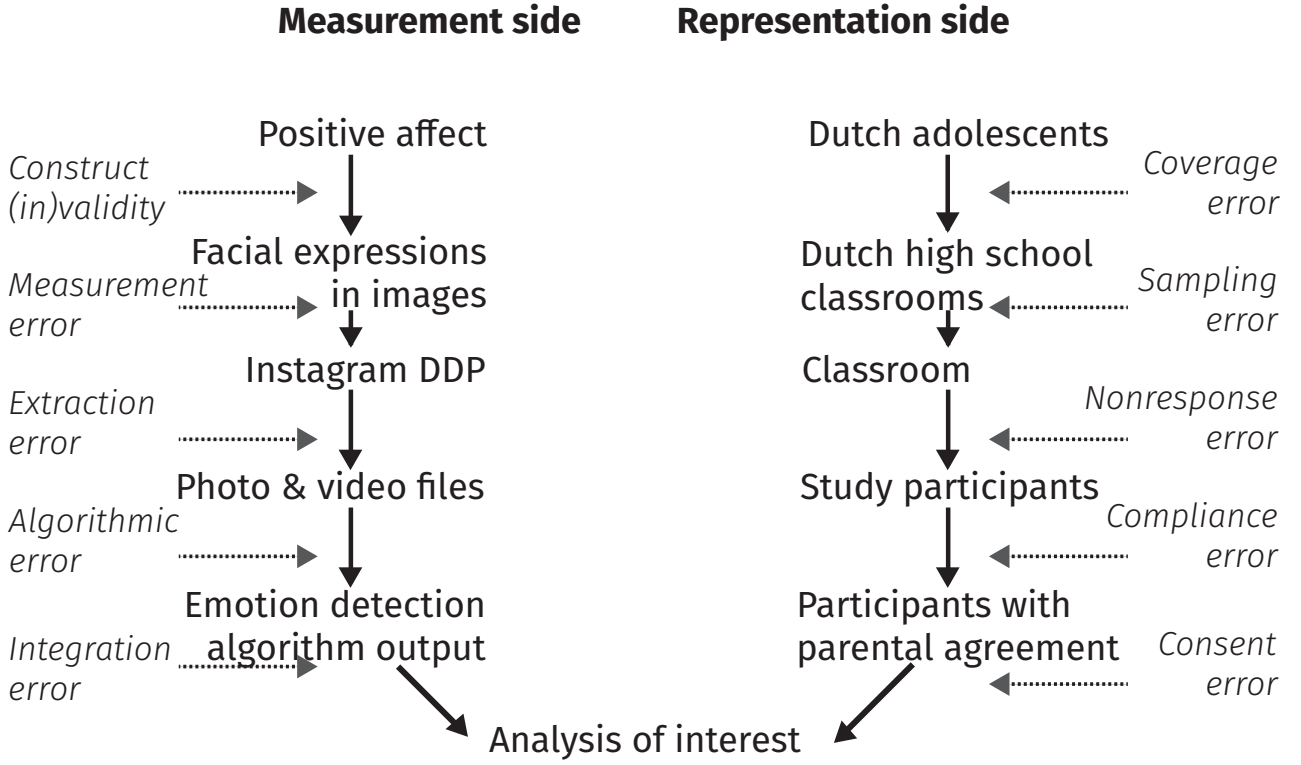 Measurement side
Representation side
Positive affect
Dutch adolescents
Construct
(in)validity
Coverage
error
Facial expressions
in images
Dutch high school
classrooms
Measurement
error
Sampling
error
Instagram DDP
Classroom
Extraction
error
Nonresponse
error
Photo & video files
Study participants
Algorithmic
error
Compliance
error
Emotion detection
algorithm output
Participants with
parental agreement
Integration
error
Consent
error
Analysis of interest